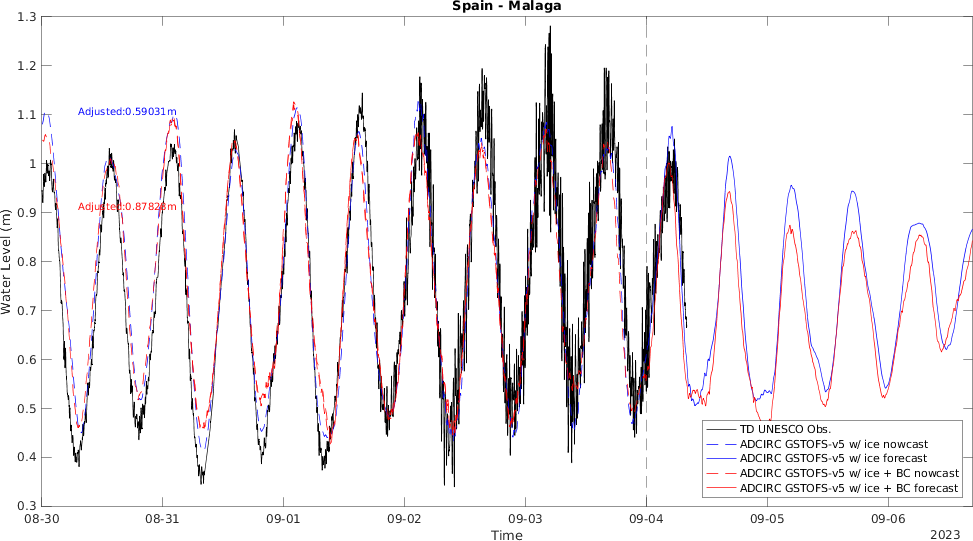 Spain - Malaga
1.3
1.2
1.1
1
0.9
0.8
0.7
0.6
0.5
0.4
0.3
Water Level (m)
Adjusted:0.59031m
Adjusted:0.87828m
TD UNESCO Obs.
ADCIRC GSTOFS-v5 w/ ice nowcast
ADCIRC GSTOFS-v5 w/ ice forecast
ADCIRC GSTOFS-v5 w/ ice + BC nowcast
ADCIRC GSTOFS-v5 w/ ice + BC forecast
08-30 08-31 09-01 09-02 09-03 09-04 09-05 09-06
Time
2023